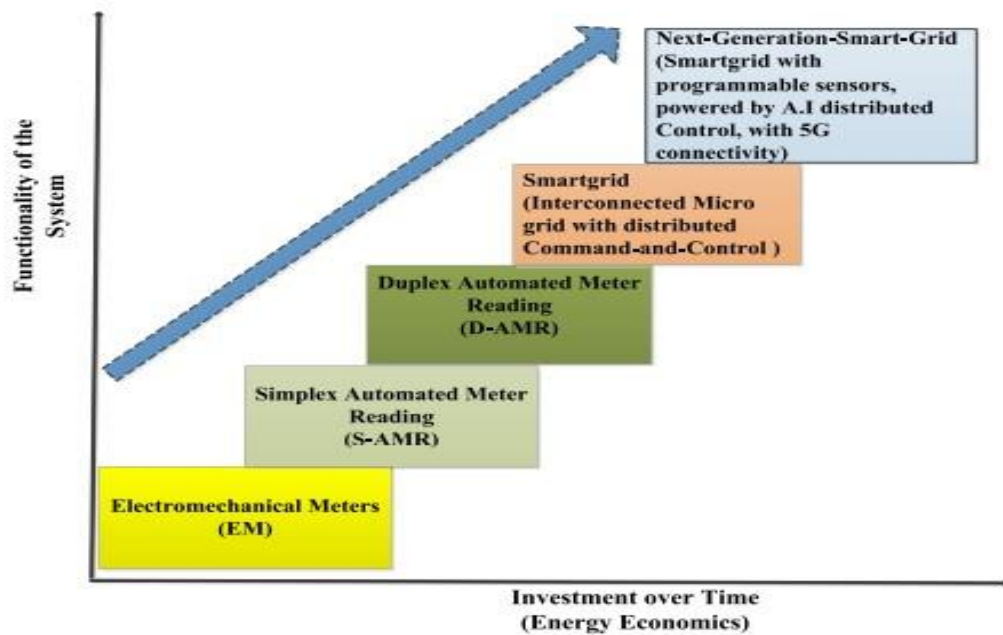 Functionality of the
System
Next-Generation-Smart-Grid
(Smartgrid with
programmable sensors,
powered by A.I distributed
Control, with 5G
connectivity)
Smartgrid
(Interconnected Micro
grid with distributed
Command-and-Control )
Duplex Automated Meter
Reading
(D-AMR)
Simplex Automated Meter
Reading
(S-AMR)
Electromechanical Meters
(EM)
Investment over Time
(Energy Economics)